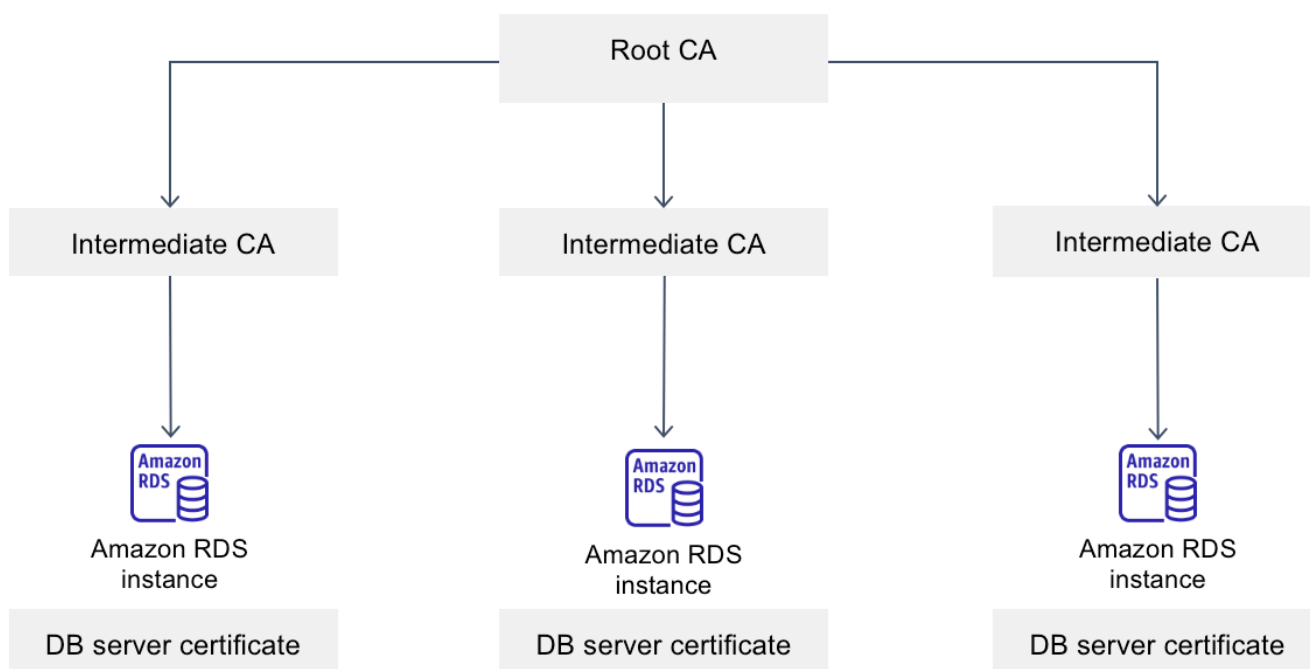 Root CA
Intermediate CA
Intermediate CA
Intermediate CA
Amazon
RDS
Amazon RDS
instance
Amazon
RDS
Amazon RDS
instance
Amazon
RDS
Amazon RDS
instance
DB server certificate
DB server certificate
DB server certificate